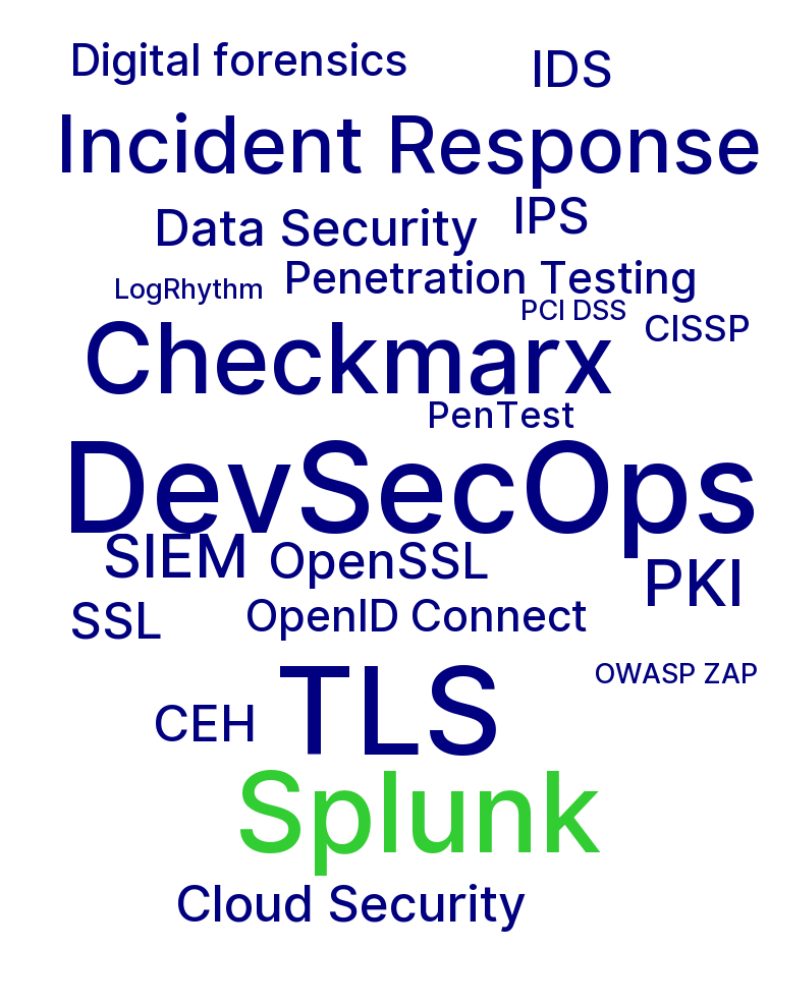 Digital forensics
IDS
Incident Response
Data Security
IPS
LogRhythm
Penetration Testing
PCI DSS
CISSP
Checkmarx
PenTest
DevSecOps
SIEM
OpenSSL
PKI
SSL
OpenID Connect
TLS
OWASP ZAP
CEH
Splunk
Cloud Security